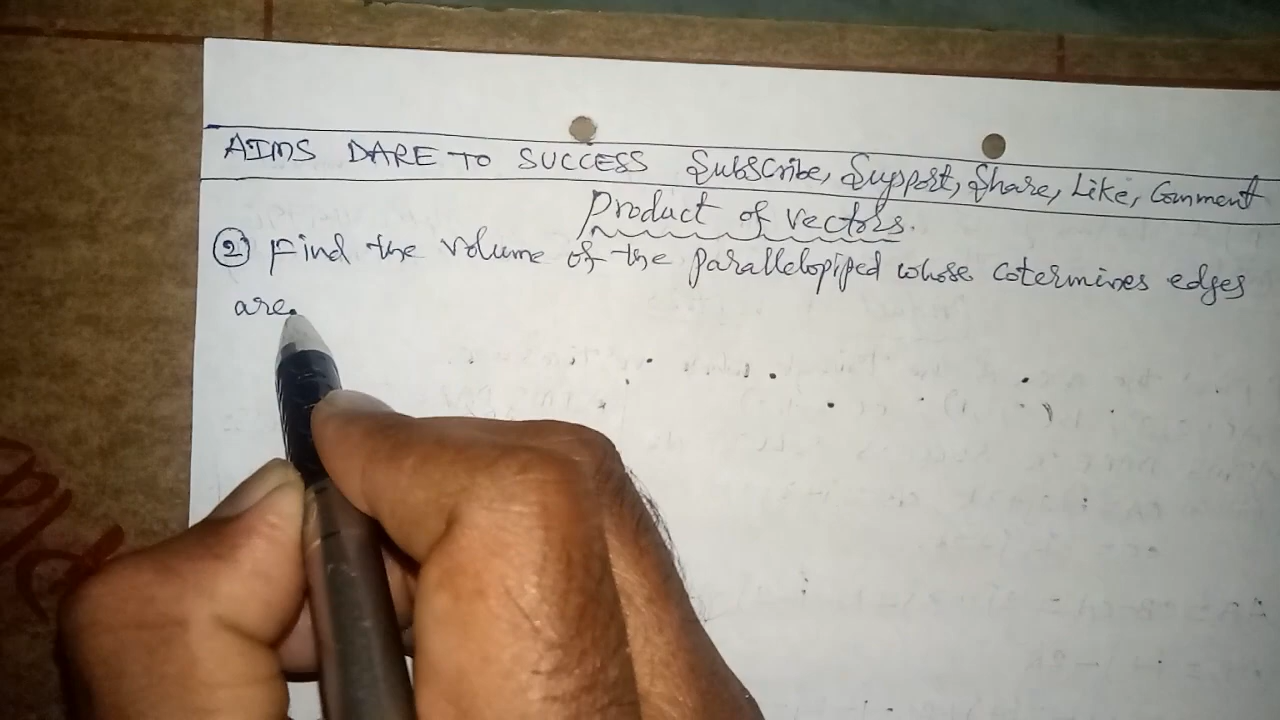 AIMS DARE TO SUCCESS Subscribe, Support, Share, Like, Comment
Product of vectors.
② Find the volume of the parallelopiped whose cotermines edges
are